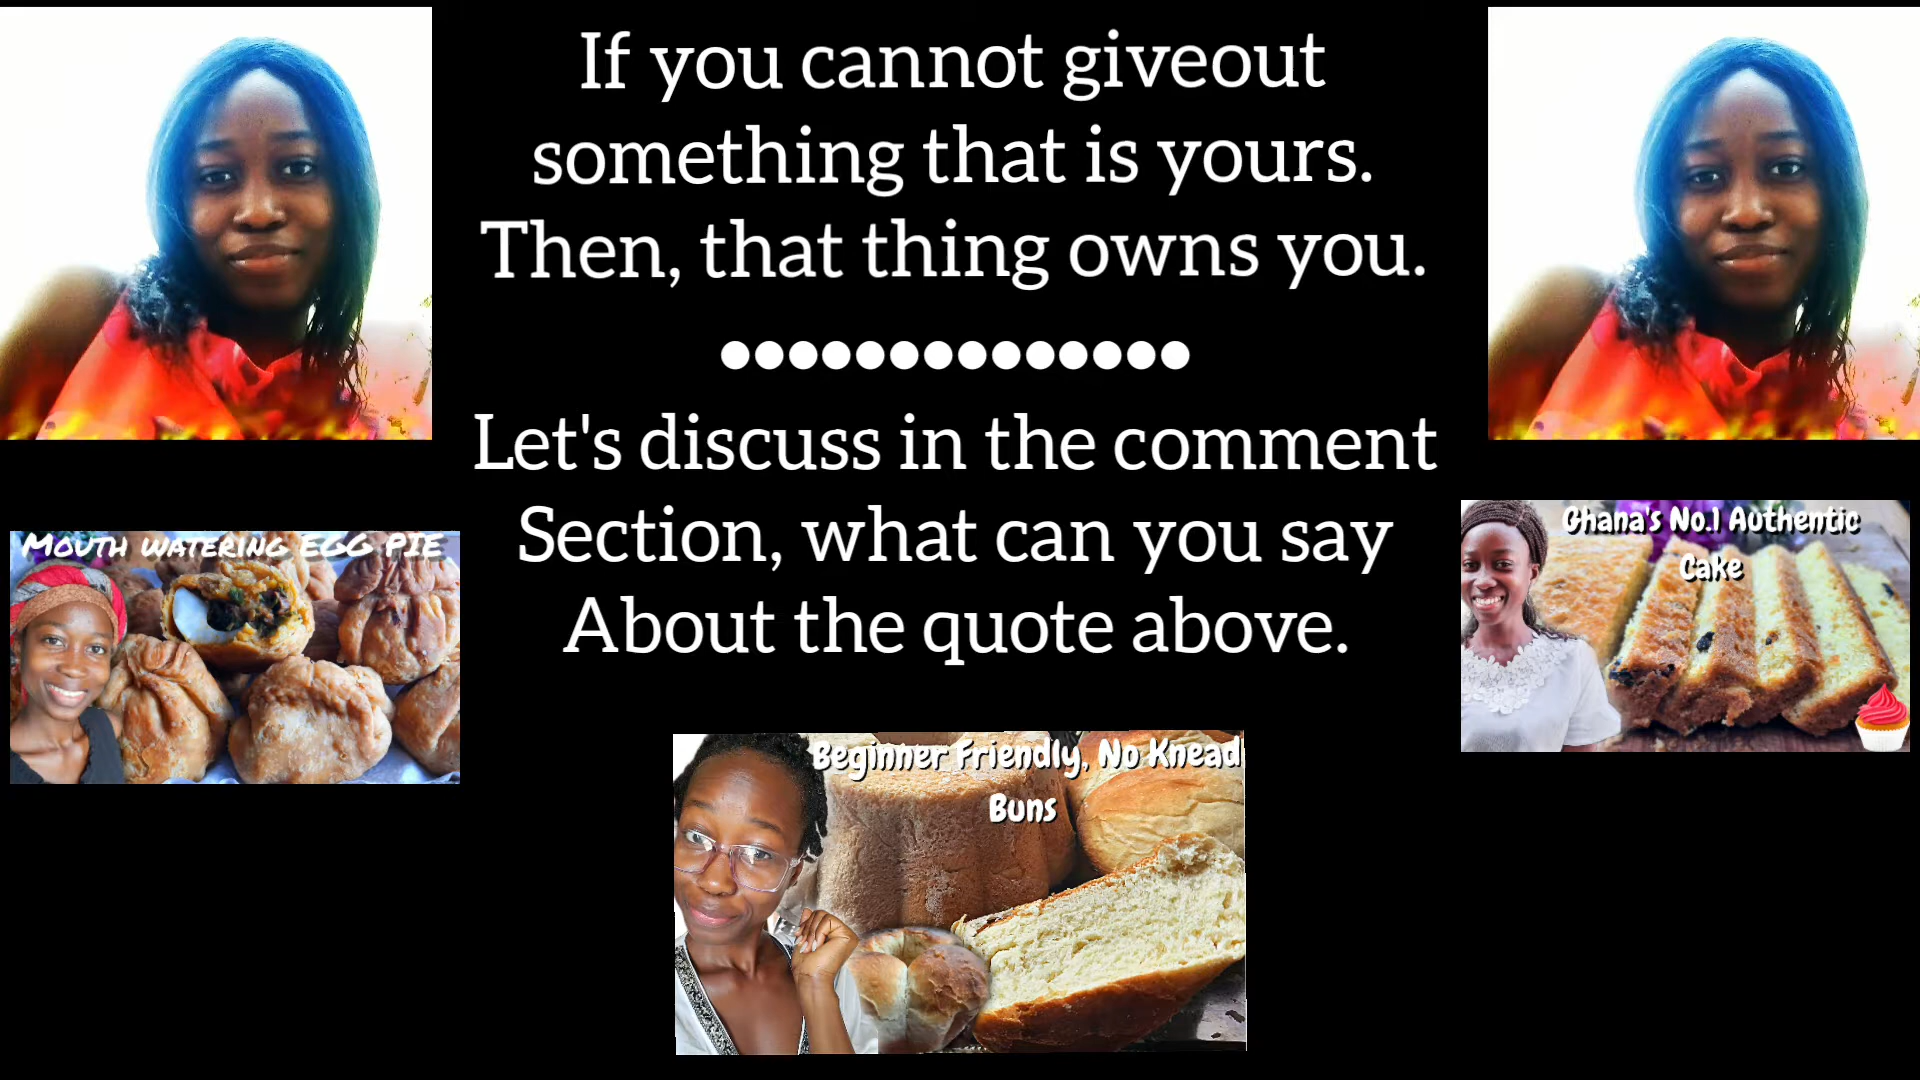 If you cannot giveout
something that is yours.
Then, that thing owns you.
●●●●●●●●●●●●●●
Let's discuss in the comment
Section, what can you say
About the quote above.
MOUTH WATERING EGG PIE
Ghana's No.1 Authentic
Cake
Beginner Friendly, No Knead
Buns